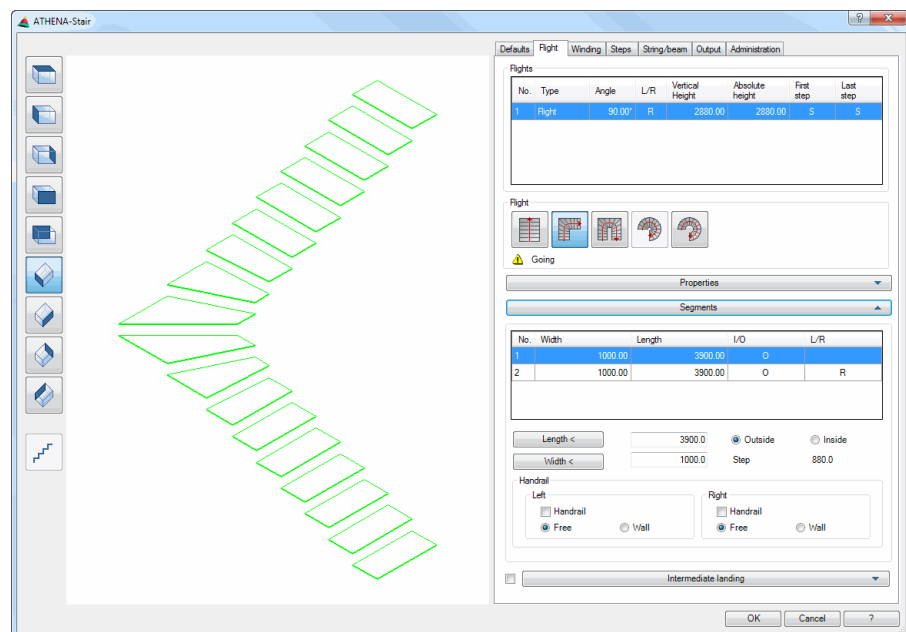 ATHENA-Stair
?
Defaults Flight Winding Steps String/beam Output Administration
Flights
No. Type Angle L/R Vertical Height Absolute height First step Last step
1 Flight 90.00° R 2880.00 2880.00 S S
Flight
Going
Properties
Segments
No. Width Length I/O L/R
1 1000.00 3900.00 O
2 1000.00 3900.00 O R
Length < 3900.0 Outside Inside
Width < 1000.0 Step 880.0
Handrail
Left Right
Handrail Handrail
Free Wall Free Wall
Intermediate landing
OK Cancel ?